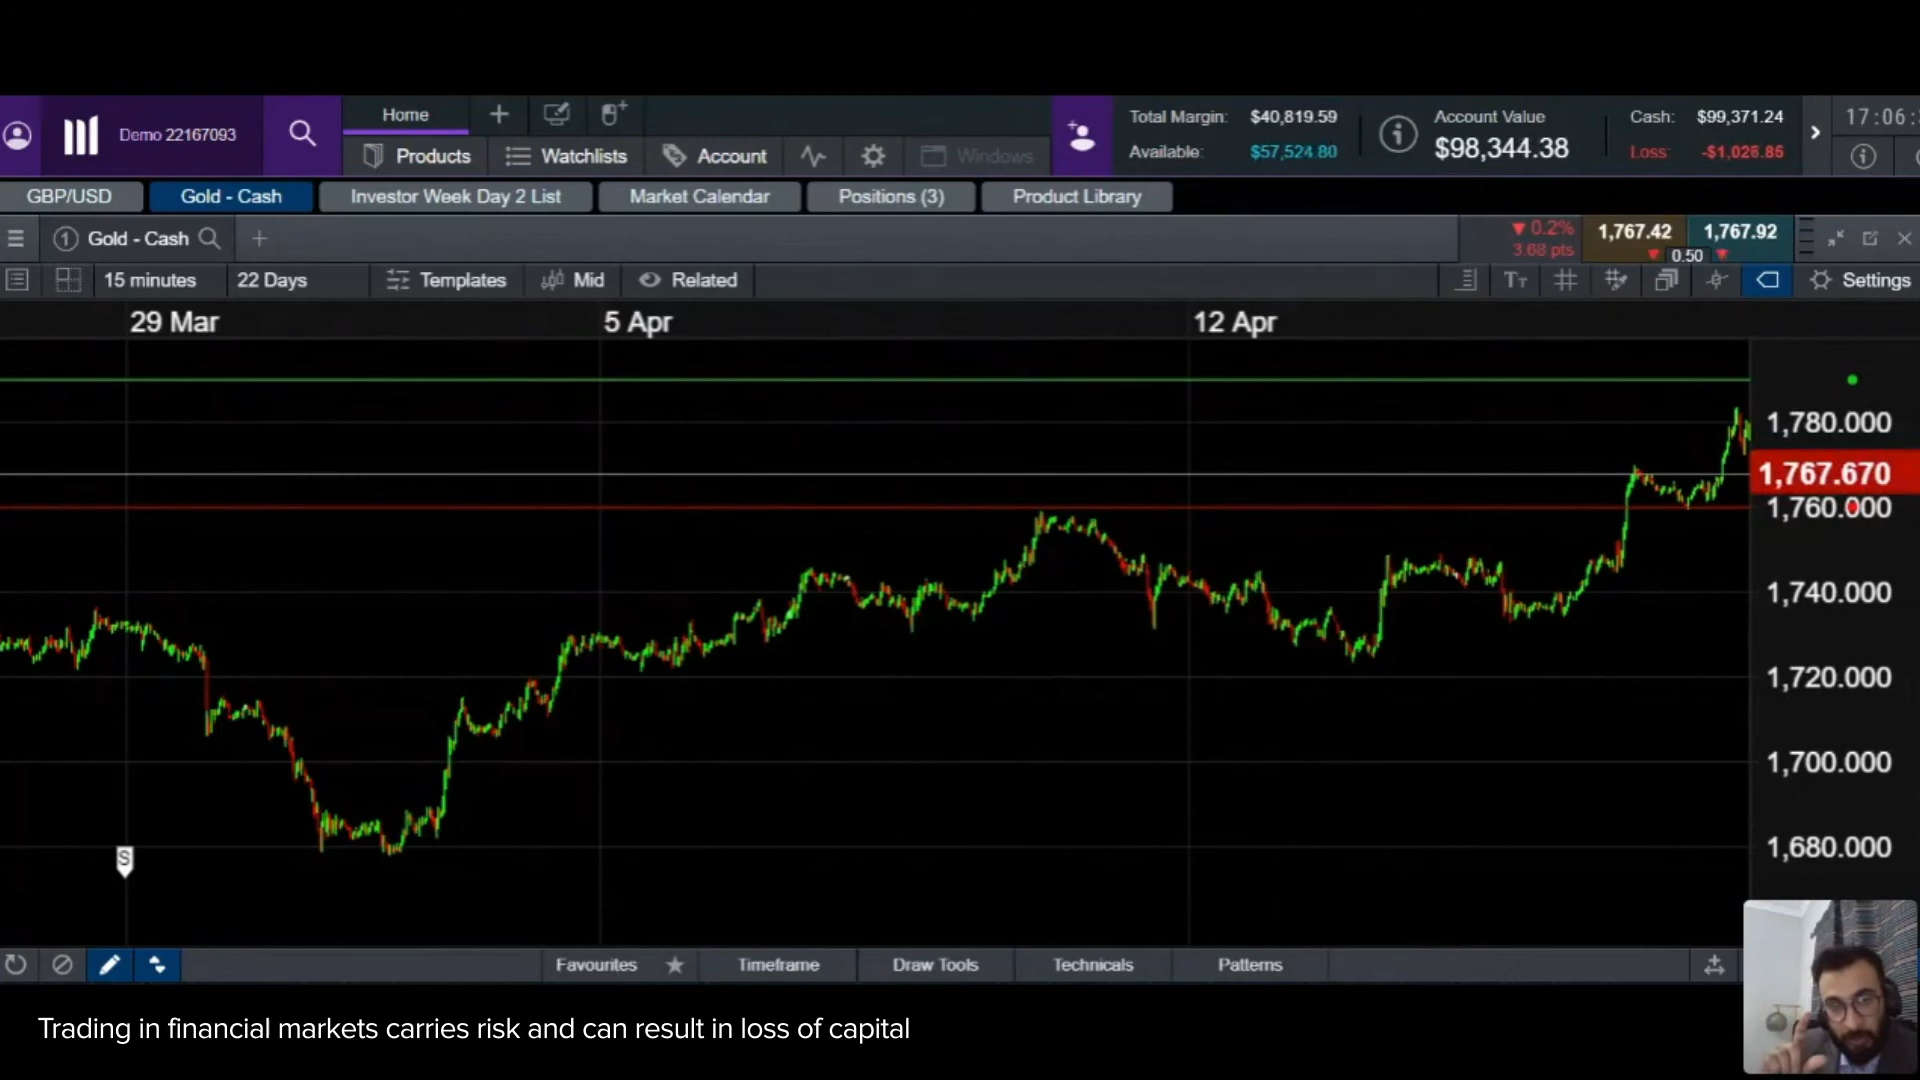 Demo 22167093
Home
Products
Watchlists
Account
Windows
Total Margin: $40,819.59
Available: $57,524.80
Account Value
$98,344.38
Cash: $99,371.24
Loss:
17:06:
GBP/USD
Gold - Cash
Investor Week Day 2 List
Market Calendar
Positions (3)
Product Library
1 Gold - Cash
0.2%
3.68 pts
1,767.42
1,767.92
0.50
15 minutes
22 Days
Templates
Mid
Related
Settings
29 Mar
5 Apr
12 Apr
1,780.000
1,767.670
1,760.000
1,740.000
1,720.000
1,700.000
1,680.000
S
Favourites
Timeframe
Draw Tools
Technicals
Patterns
Trading in financial markets carries risk and can result in loss of capital